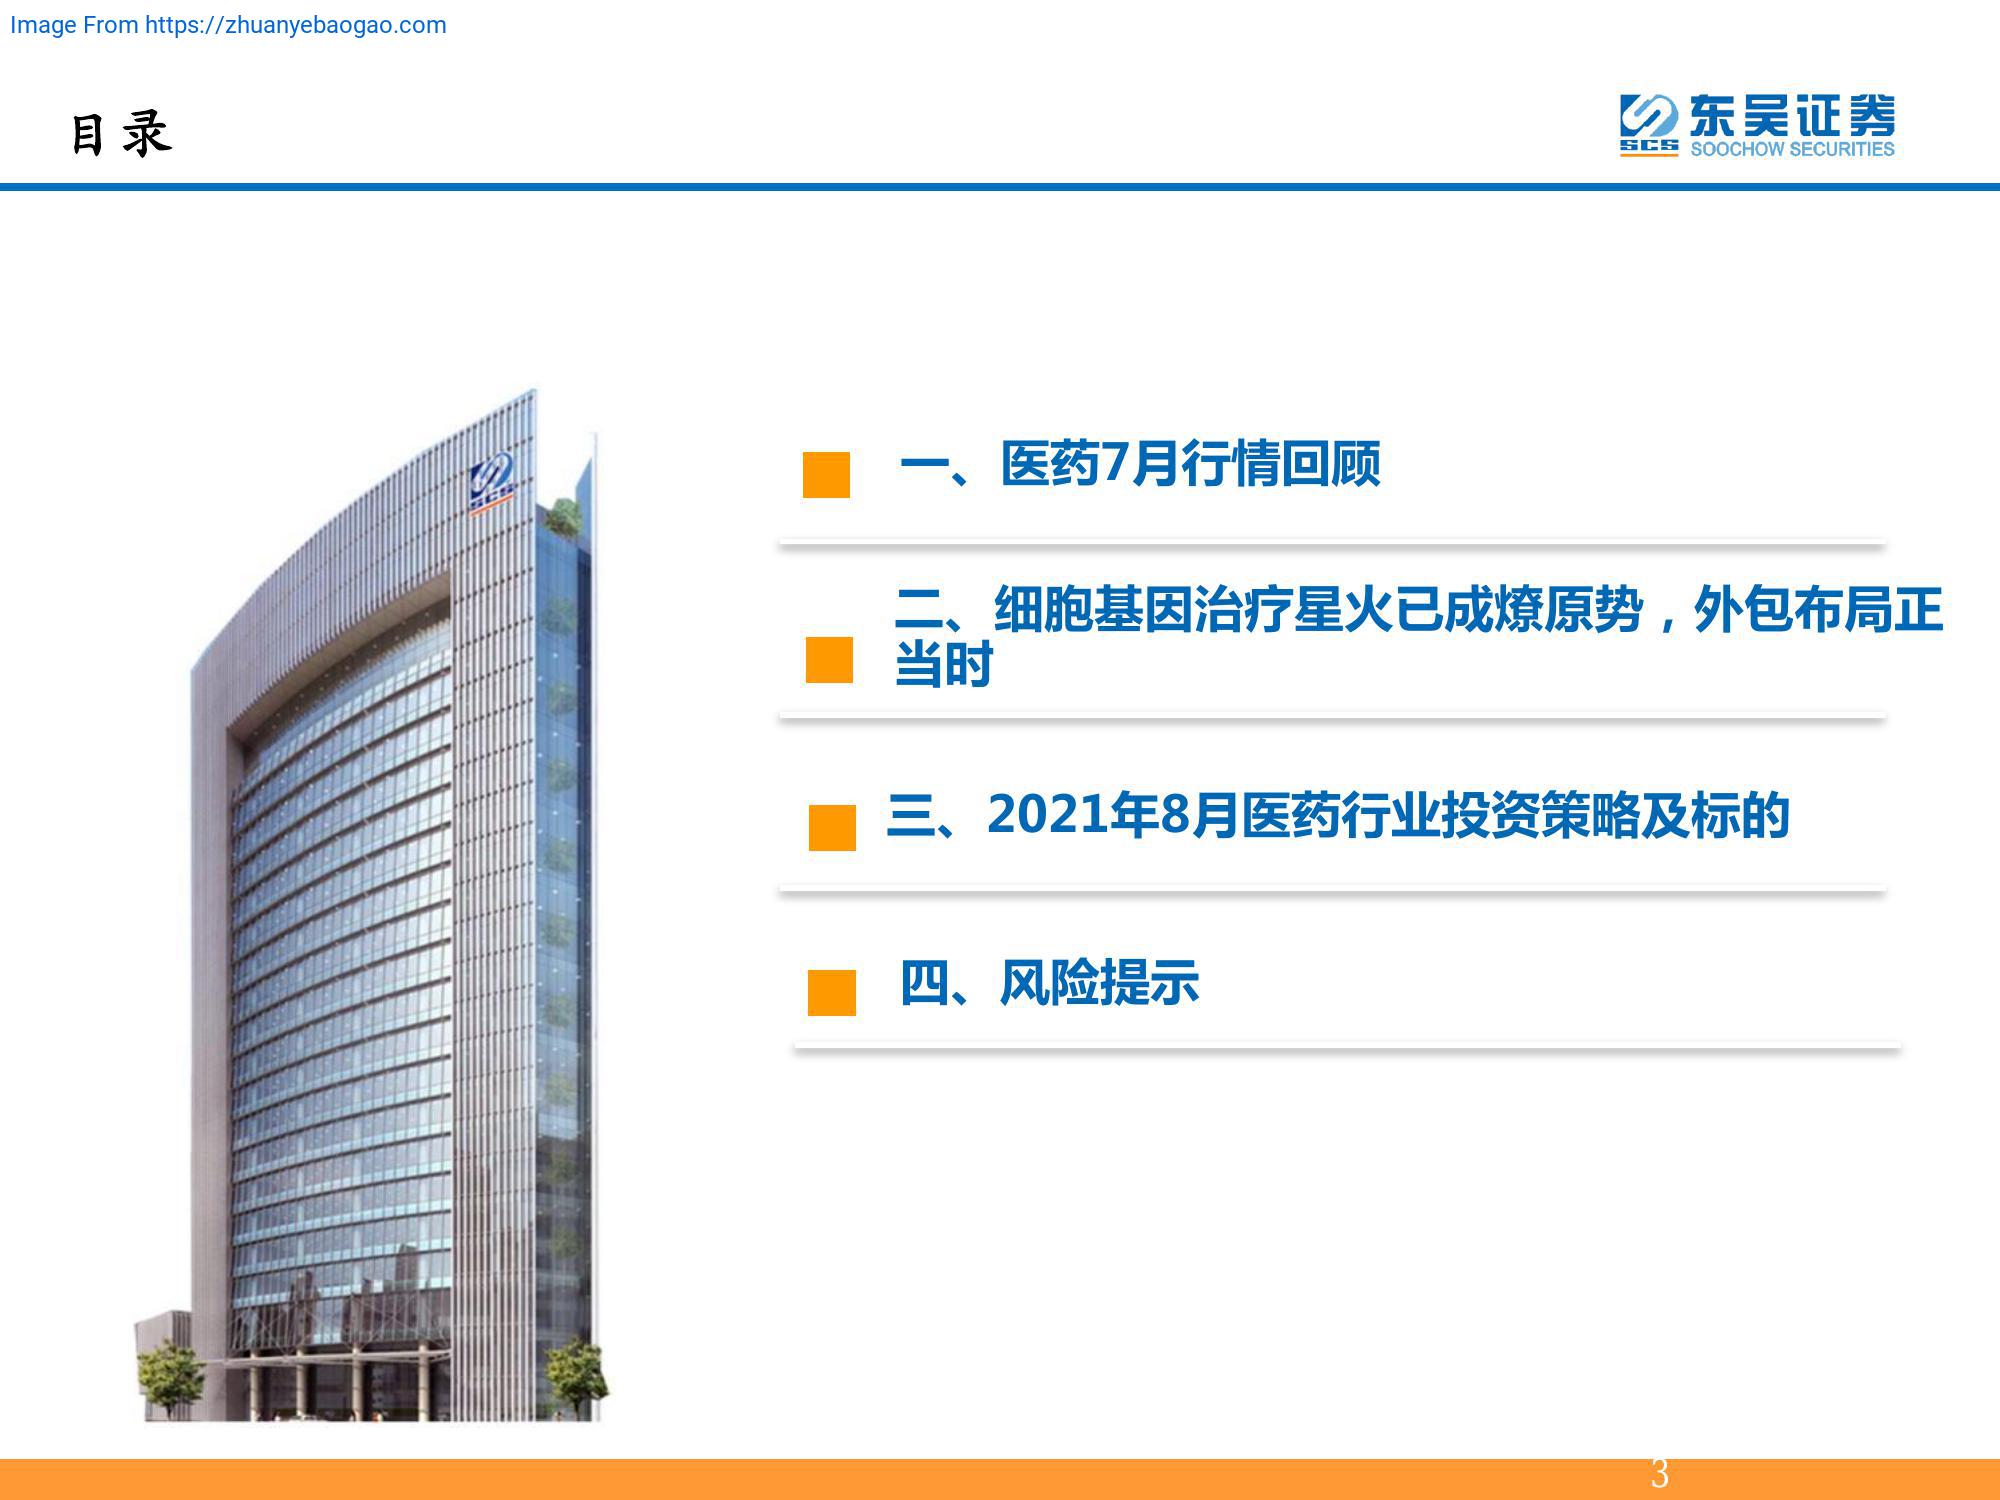 Image From https://zhuanyebaogao.com
目录
SCS
东吴证券
SOOCHOW SECURITIES
SCS
一、医药7月行情回顾
二、细胞基因治疗星火已成燎原势，外包布局正
当时
三、2021年8月医药行业投资策略及标的
四、风险提示
3